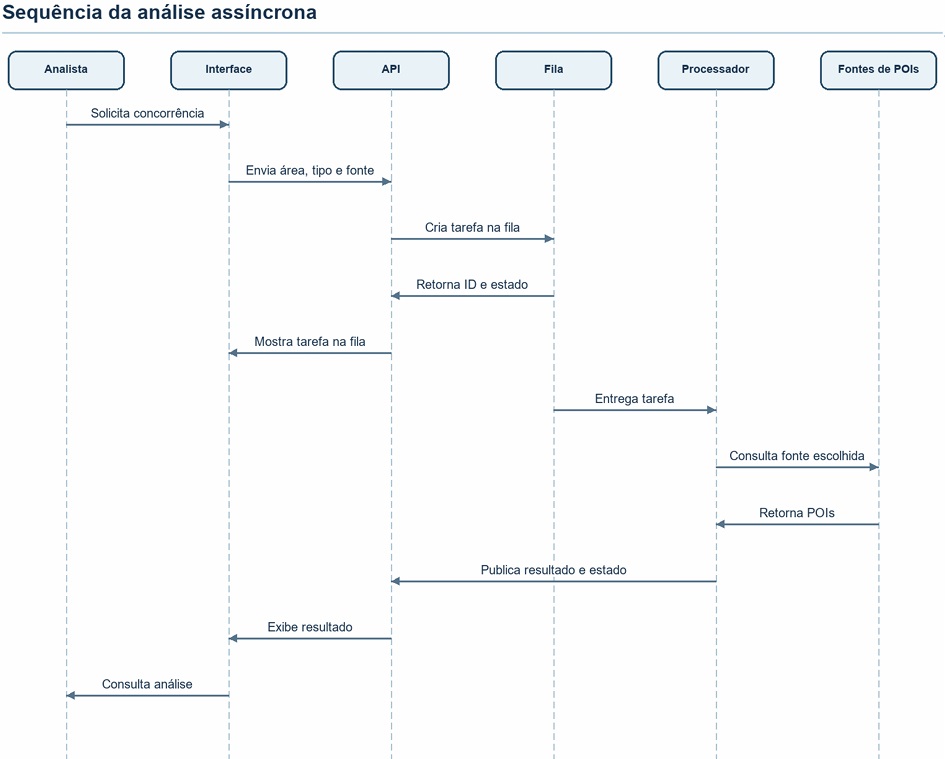 Sequência da análise assíncrona
Analista
Interface
API
Fila
Processador
Fontes de POIs
Solicita concorrência
Envia área, tipo e fonte
Cria tarefa na fila
Retorna ID e estado
Mostra tarefa na fila
Entrega tarefa
Consulta fonte escolhida
Retorna POIs
Publica resultado e estado
Exibe resultado
Consulta análise